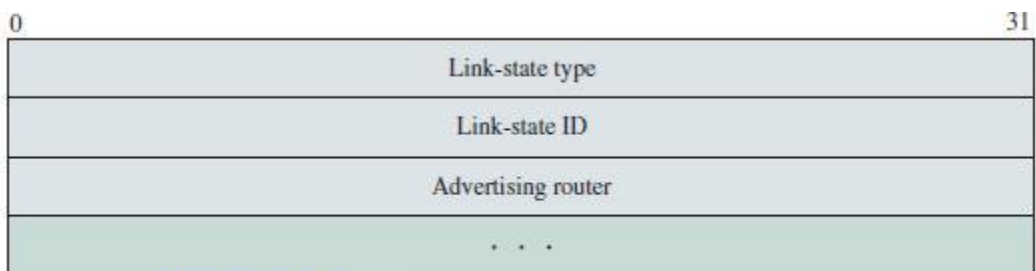 0 31
Link-state type
Link-state ID
Advertising router
. . .